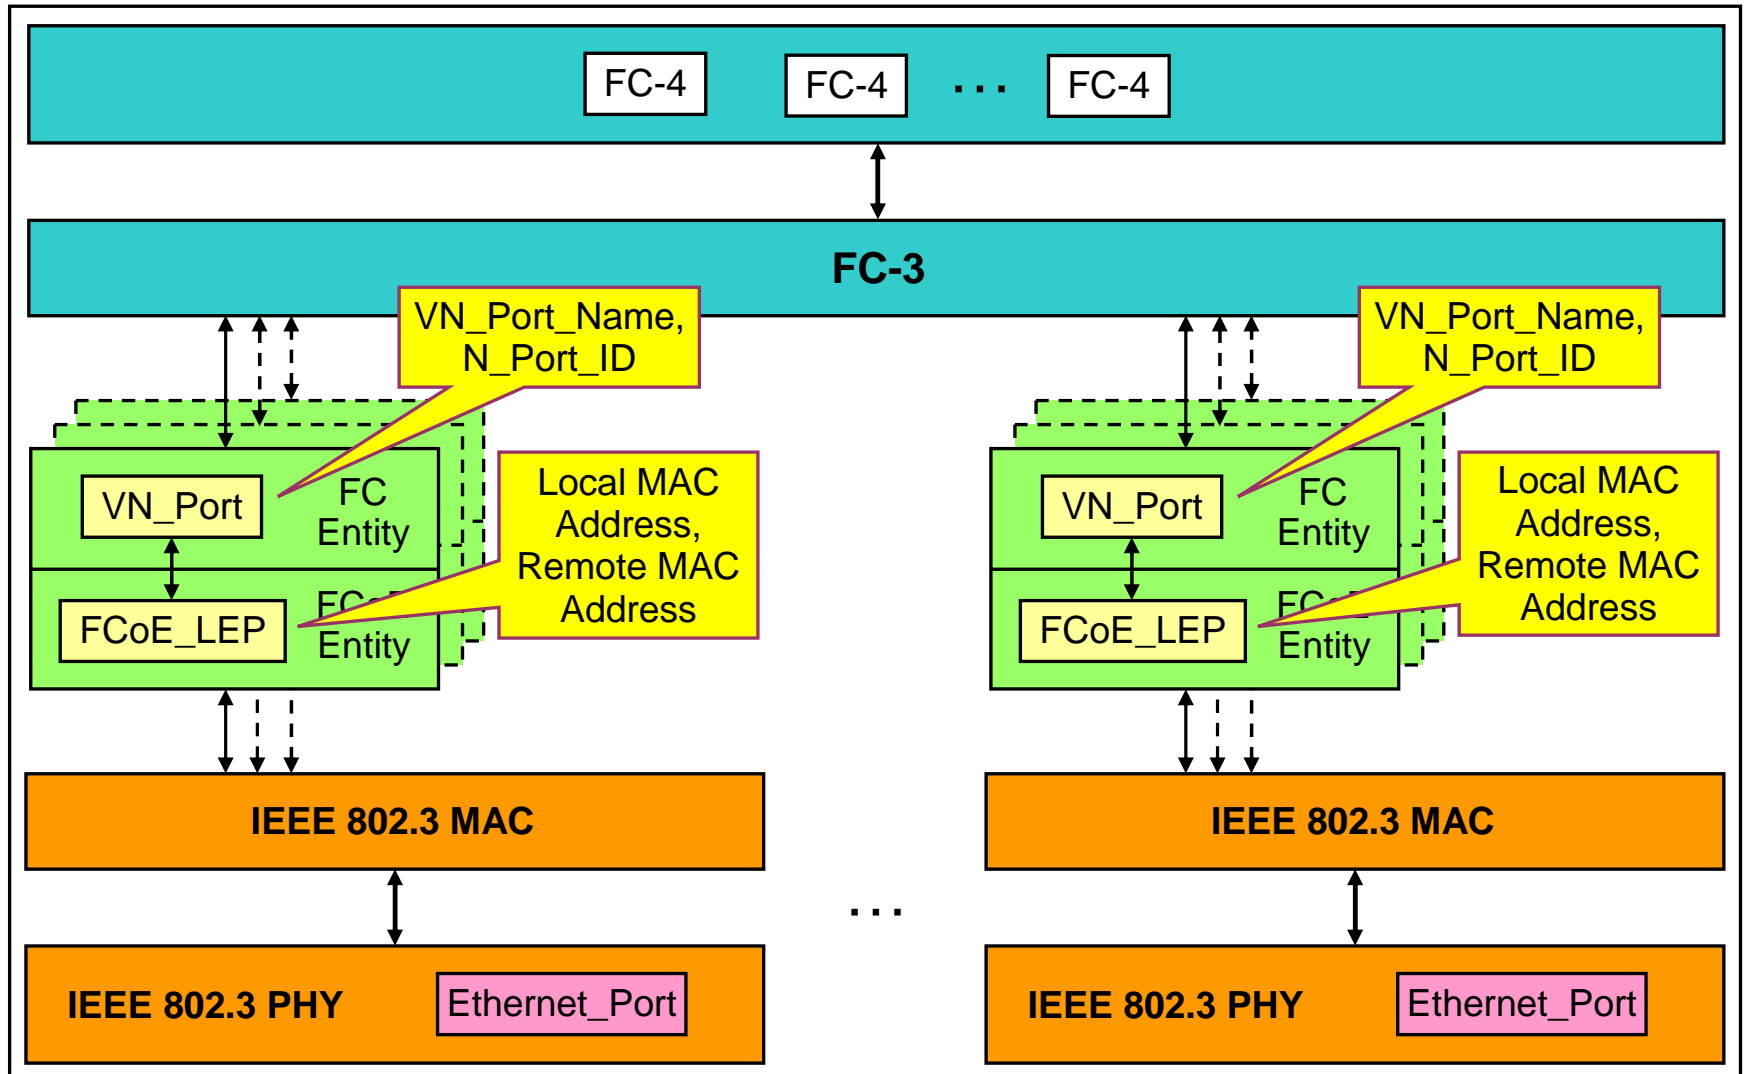 FC-4 FC-4 ... FC-4
FC-3
VN_Port_Name,
N_Port_ID
VN_Port_Name,
N_Port_ID
VN_Port
FC
Entity
Local MAC
Address,
Remote MAC
Address
FCoE_LEP
FCoE
Entity
VN_Port
FC
Entity
Local MAC
Address,
Remote MAC
Address
FCoE_LEP
FCoE
Entity
IEEE 802.3 MAC
IEEE 802.3 MAC
...
IEEE 802.3 PHY
Ethernet_Port
IEEE 802.3 PHY
Ethernet_Port